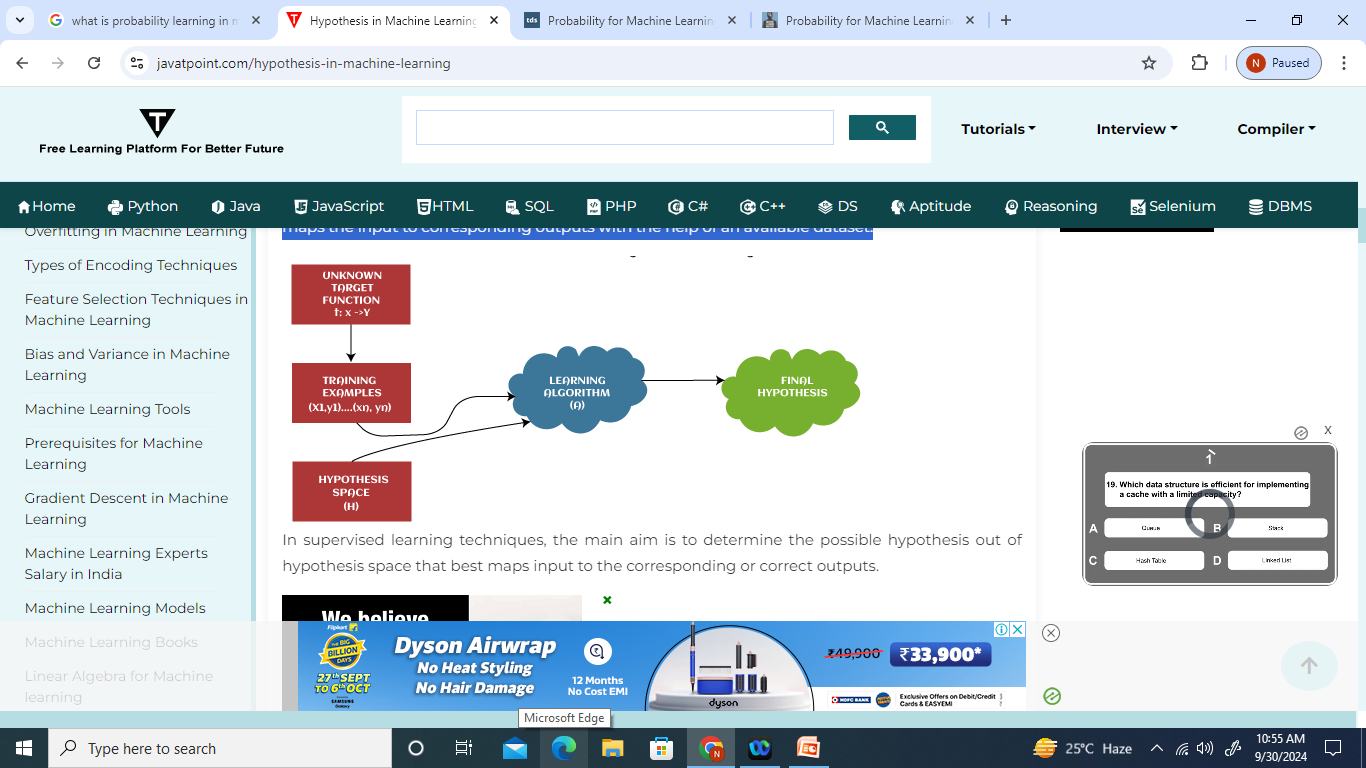 what is probability learning in m
Hypothesis in Machine Learning
tds
Probability for Machine Learnin
Probability for Machine Learnin
javatpoint.com/hypothesis-in-machine-learning
N Paused
Free Learning Platform For Better Future
Tutorials
Interview
Compiler
Home
Python
Java
JavaScript
HTML
SQL
PHP
C#
C++
DS
Aptitude
Reasoning
Selenium
DBMS
Overfitting in Machine Learning
Types of Encoding Techniques
Feature Selection Techniques in
Machine Learning
Bias and Variance in Machine
Learning
Machine Learning Tools
Prerequisites for Machine
Learning
Gradient Descent in Machine
Learning
Machine Learning Experts
Salary in India
Machine Learning Models
Machine Learning Books
Linear Algebra for Machine
learning
maps the input to corresponding outputs with the help of an available dataset.
UNKNOWN
TARGET
FUNCTION
f: x ->Y
TRAINING
EXAMPLES
(X1,y1)....(xn, yn)
HYPOTHESIS
SPACE
(H)
LEARNING
ALGORITHM
(A)
FINAL
HYPOTHESIS
In supervised learning techniques, the main aim is to determine the possible hypothesis out of
hypothesis space that best maps input to the corresponding or correct outputs.
X
19. Which data structure is efficient for implementing
a cache with a limited capacity?
A Queue
B Stack
C Hash Table
D Linked List
We believe
Flipkart
THE BIG
BILLION
DAYS
27th SEPT
TO 6th OCT
SAMSUNG
Galaxy
Dyson Airwrap
No Heat Styling
No Hair Damage
12 Months
No Cost EMI
dyson
₹49,900
₹33,900*
HDFC BANK
Exclusive Offers on Debit/Credit
Cards & EASYEMI
Microsoft Edge
Type here to search
N
25°C Haze
10:55 AM
9/30/2024